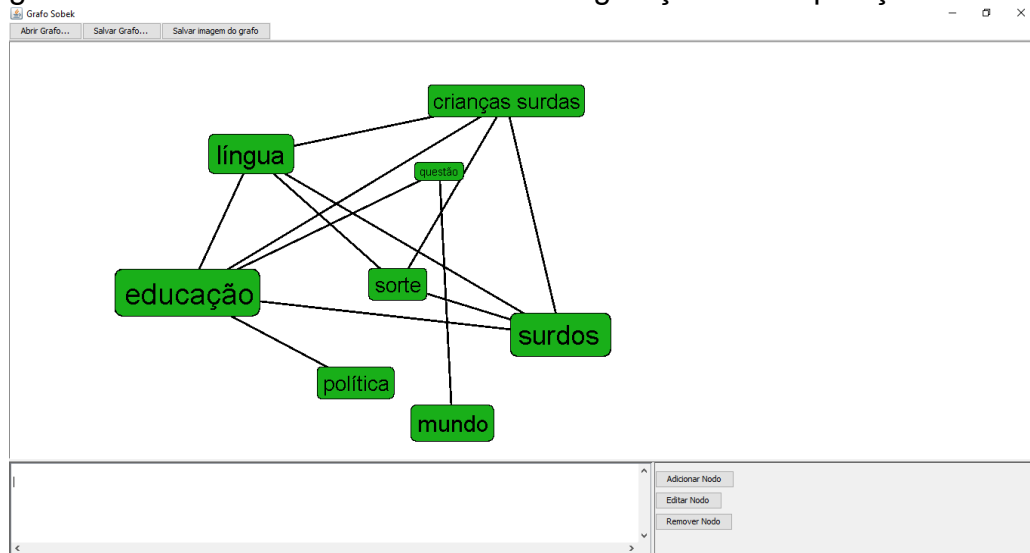 Grafo Sobek
Abrir Grafo... Salvar Grafo... Salvar imagem do grafo
crianças surdas
língua
questão
sorte
educação
surdos
política
mundo
Adicionar Nodo
Editar Nodo
Remover Nodo